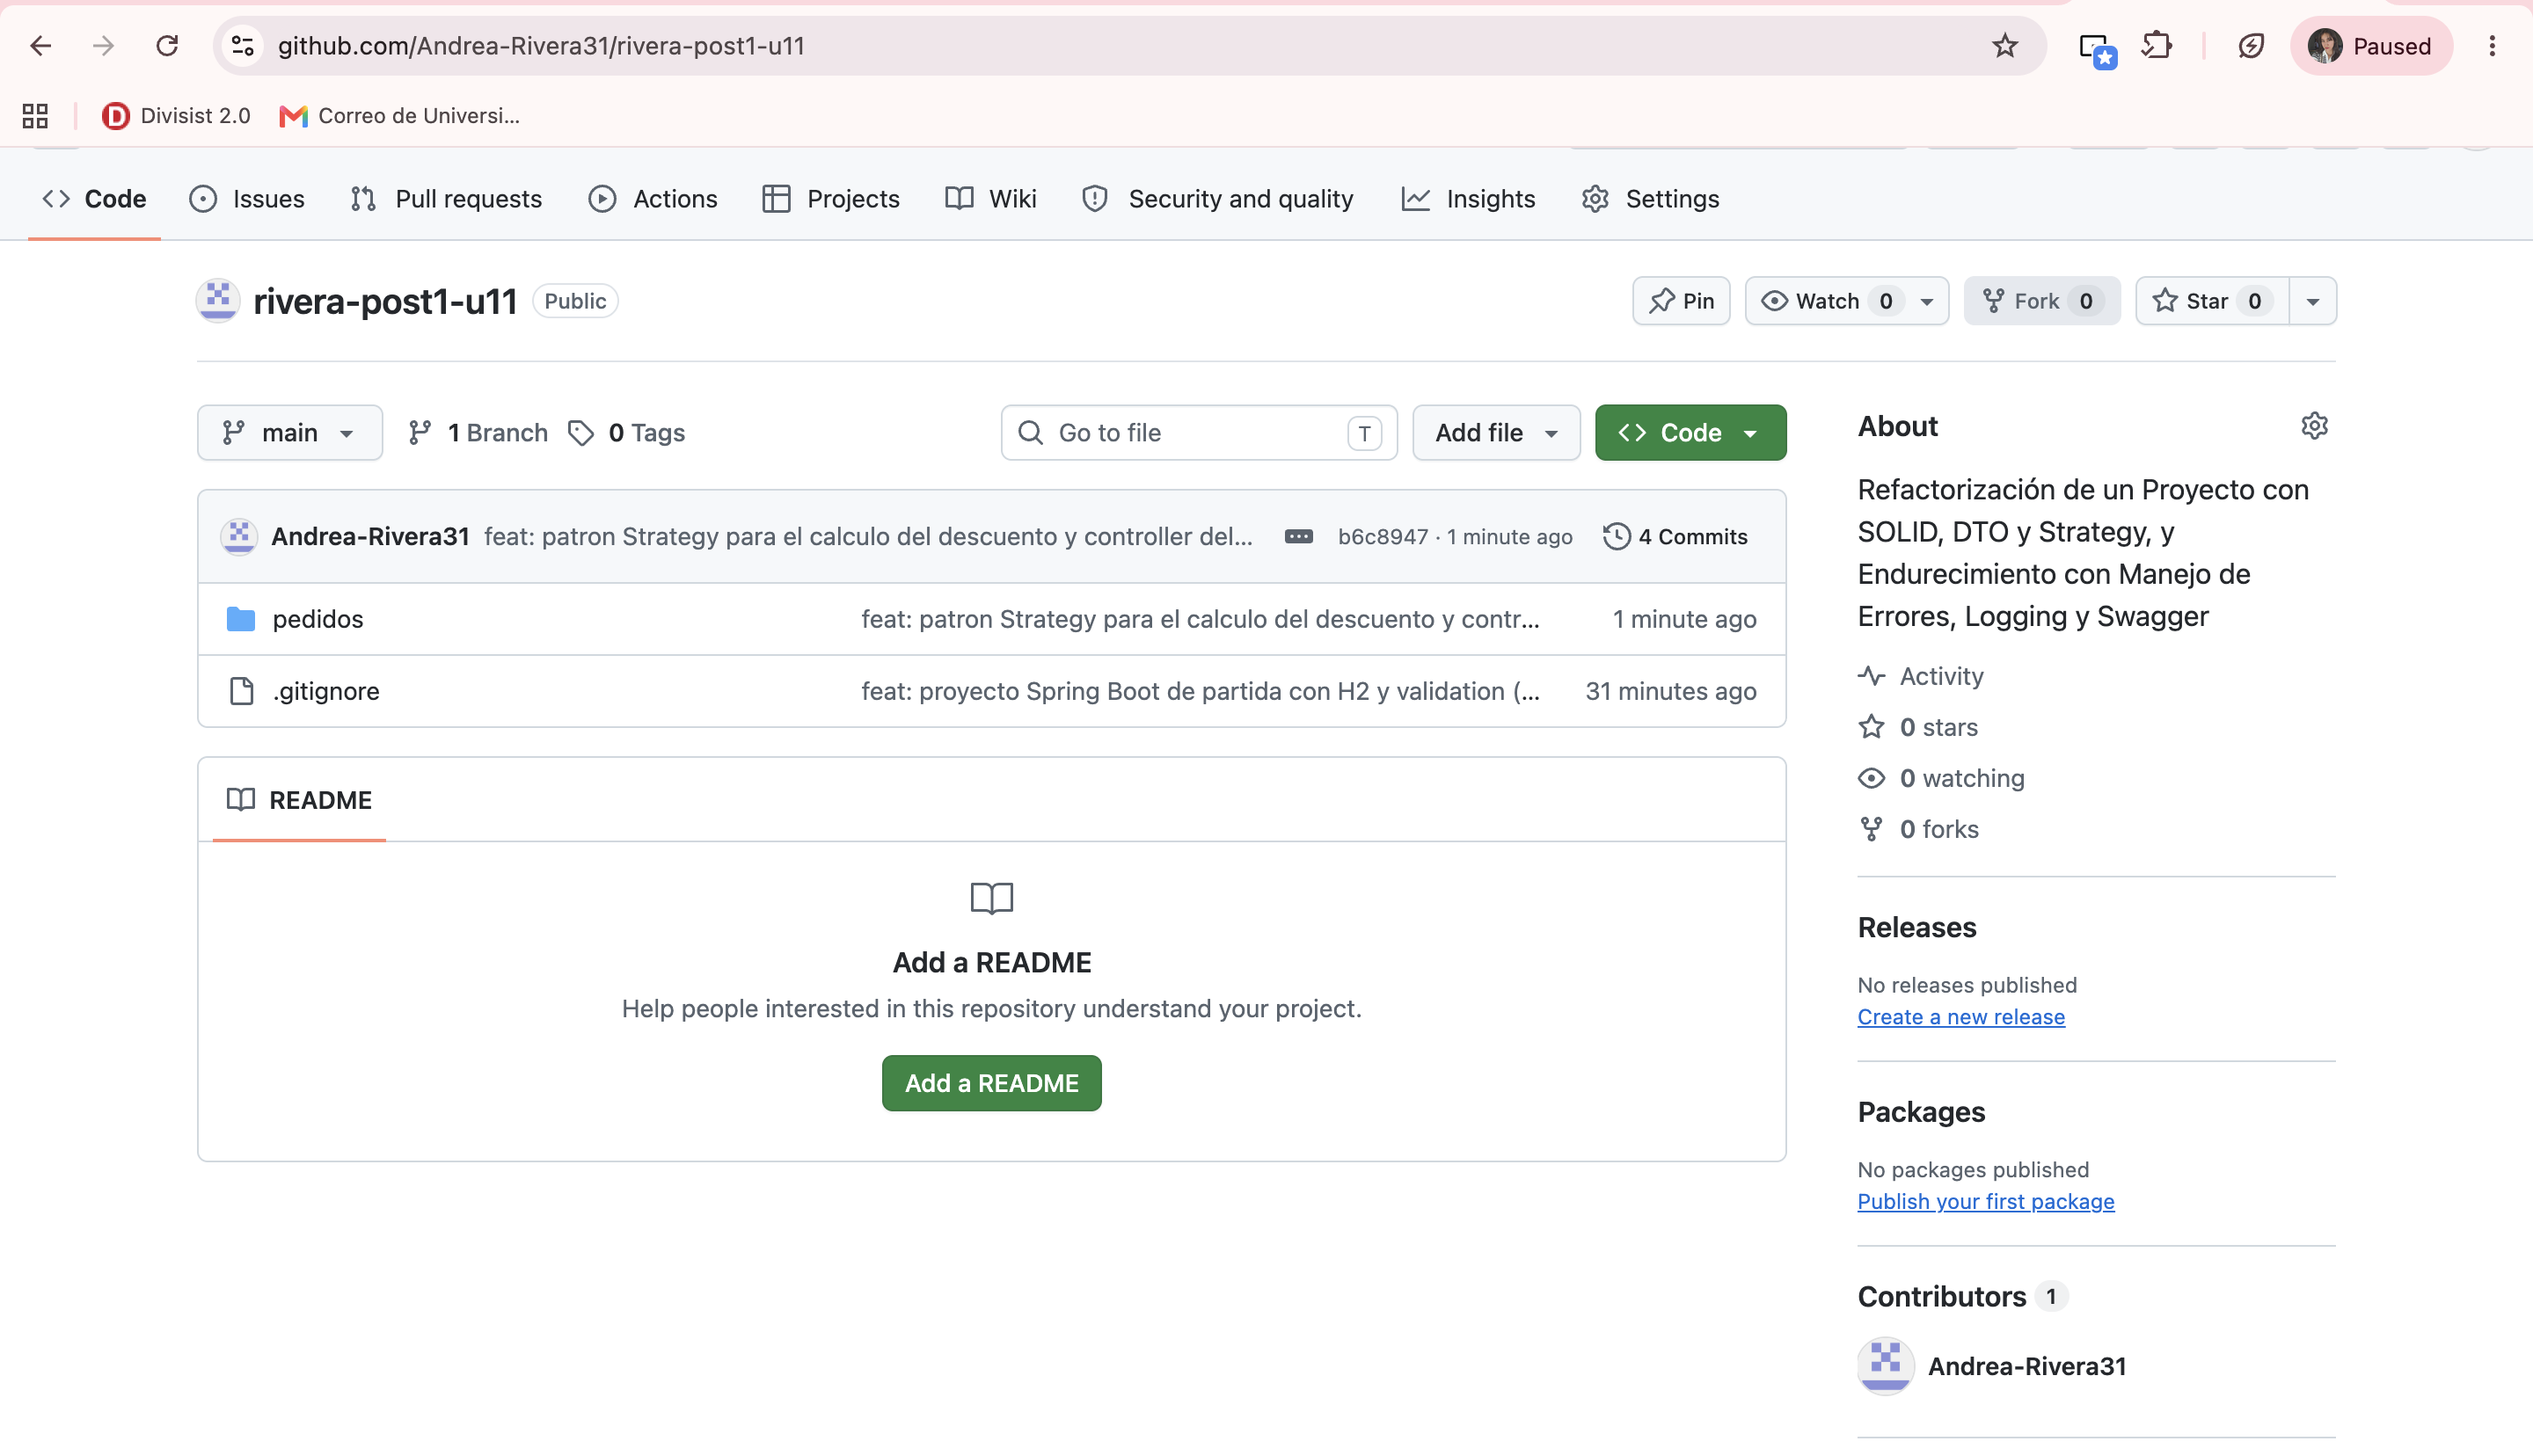 github.com/Andrea-Rivera31/rivera-post1-u11
Paused
Divisist 2.0
Correo de Universi...
Code
Issues
Pull requests
Actions
Projects
Wiki
Security and quality
Insights
Settings
rivera-post1-u11 Public
Pin
Watch 0
Fork 0
Star 0
main
1 Branch
0 Tags
Go to file T
Add file
Code
Andrea-Rivera31 feat: patron Strategy para el calculo del descuento y controller del... b6c8947 · 1 minute ago 4 Commits
pedidos feat: patron Strategy para el calculo del descuento y contr... 1 minute ago
.gitignore feat: proyecto Spring Boot de partida con H2 y validation (... 31 minutes ago
README
Add a README
Help people interested in this repository understand your project.
Add a README
About
Refactorización de un Proyecto con
SOLID, DTO y Strategy, y
Endurecimiento con Manejo de
Errores, Logging y Swagger
Activity
0 stars
0 watching
0 forks
Releases
No releases published
Create a new release
Packages
No packages published
Publish your first package
Contributors 1
Andrea-Rivera31